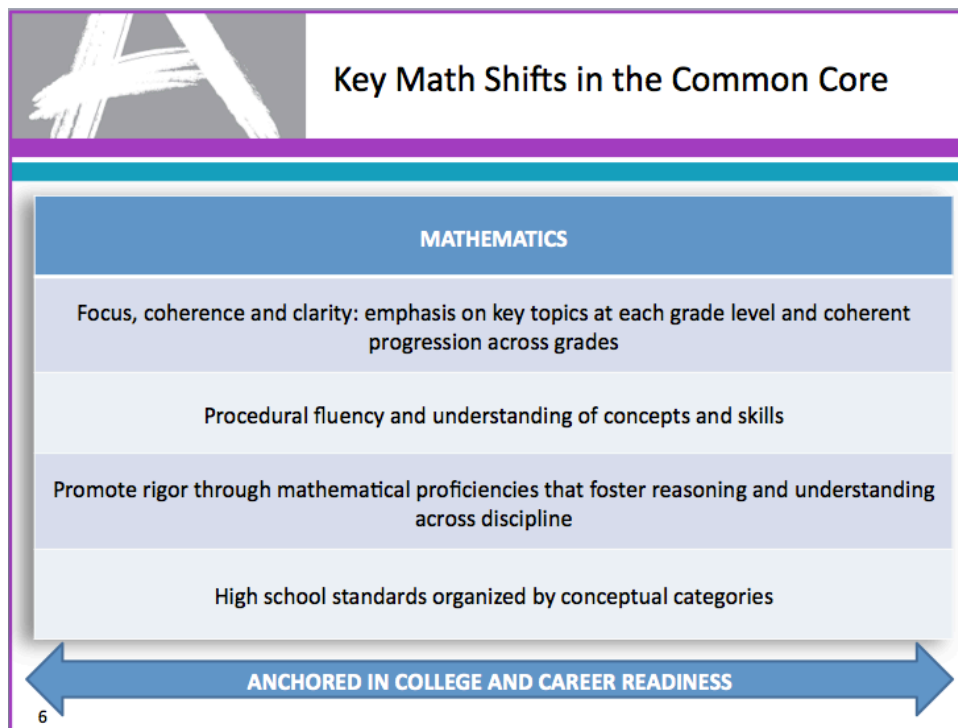 Key Math Shifts in the Common Core
MATHEMATICS
Focus, coherence and clarity: emphasis on key topics at each grade level and coherent
progression across grades
Procedural fluency and understanding of concepts and skills
Promote rigor through mathematical proficiencies that foster reasoning and understanding
across discipline
High school standards organized by conceptual categories
ANCHORED IN COLLEGE AND CAREER READINESS
6